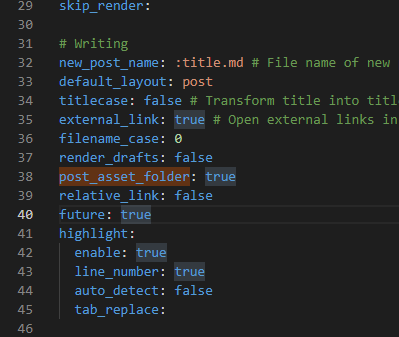 29 skip_render:
30
31 # Writing
32 new_post_name: :title.md # File name of new
33 default_layout: post
34 titlecase: false # Transform title into titl
35 external_link: true # Open external links in
36 filename_case: 0
37 render_drafts: false
38 post_asset_folder: true
39 relative_link: false
40 future: true
41 highlight:
42 enable: true
43 line_number: true
44 auto_detect: false
45 tab_replace:
46